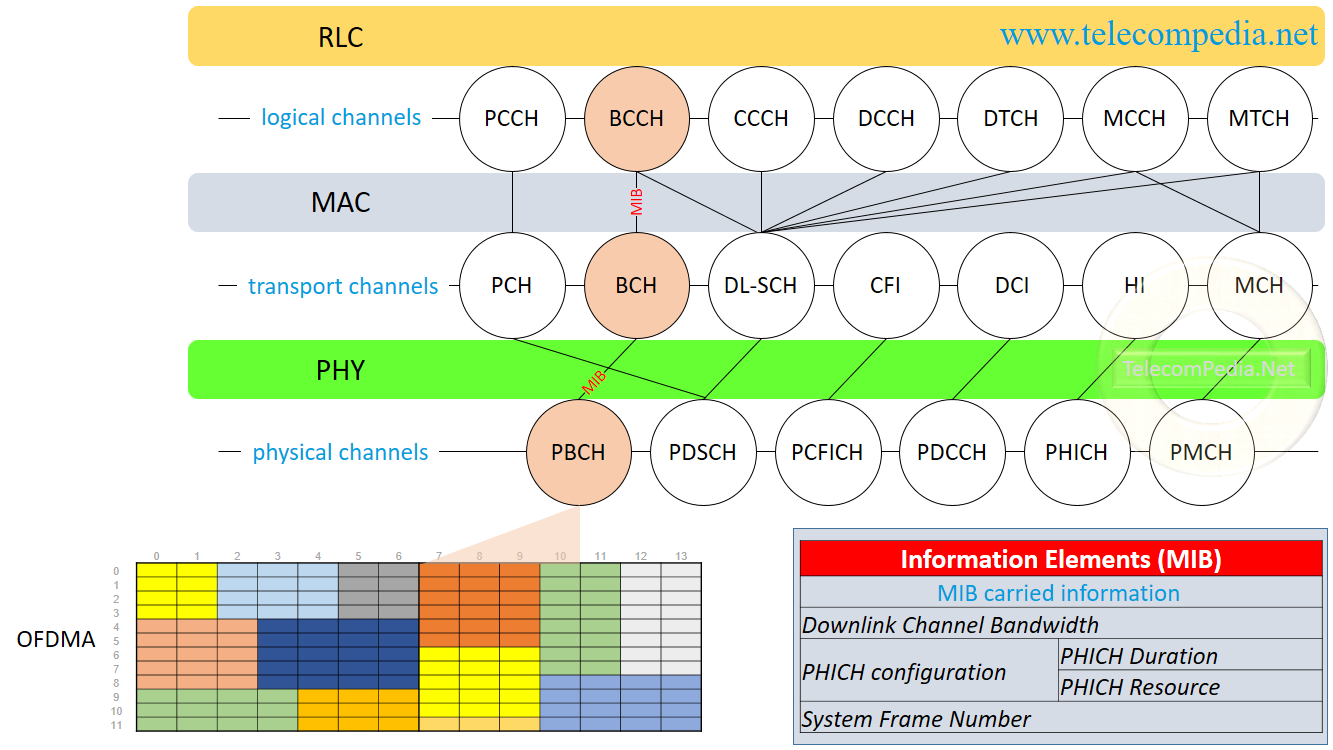 RLC
www.telecompedia.net
logical channels PCCH BCCH CCCH DCCH DTCH MCCH MTCH
MAC
MIB
transport channels PCH BCH DL-SCH CFI DCI HI MCH
PHY
TelecomPedia.Net
MIB
physical channels PBCH PDSCH PCFICH PDCCH PHICH PMCH
0 1 2 3 4 5 6 7 8 9 10 11 12 13
0
1
2
3
4
5
6
7
8
9
10
11
OFDMA
Information Elements (MIB)
MIB carried information
Downlink Channel Bandwidth
PHICH configuration
PHICH Duration
PHICH Resource
System Frame Number